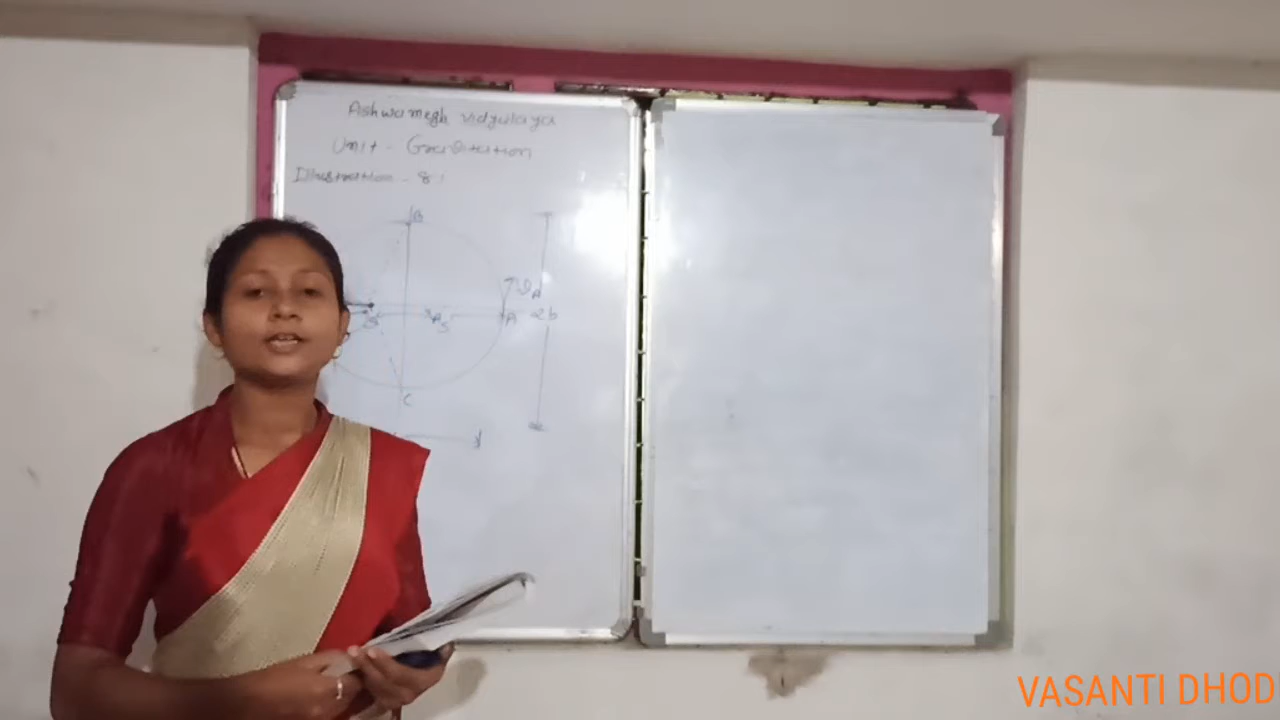 Ashwamegh Vidyalaya
Unit - Gravitation
Illustration - 8:
B
A
2b
C
VASANTI DHOD